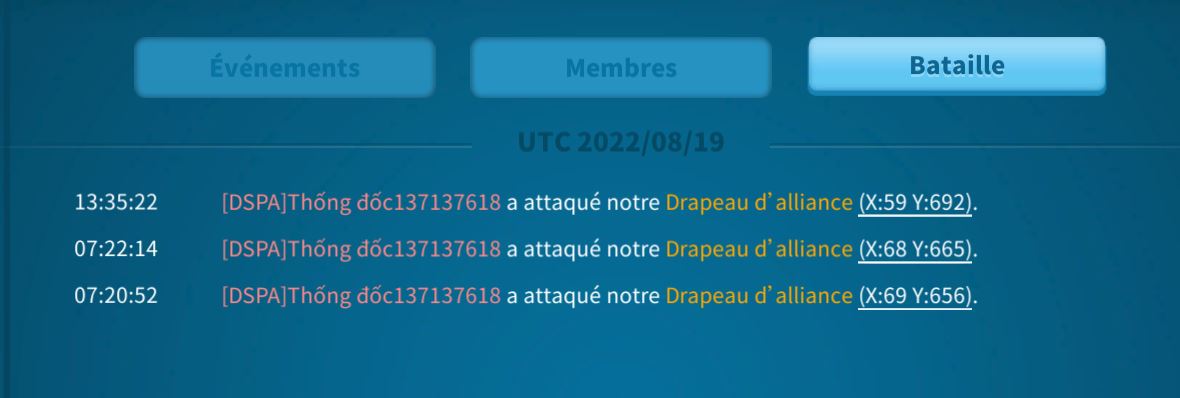 Événements
Membres
Bataille
UTC 2022/08/19
13:35:22 [DSPA]Thống đốc137137618 a attaqué notre Drapeau d’alliance (X:59 Y:692).
07:22:14 [DSPA]Thống đốc137137618 a attaqué notre Drapeau d’alliance (X:68 Y:665).
07:20:52 [DSPA]Thống đốc137137618 a attaqué notre Drapeau d’alliance (X:69 Y:656).